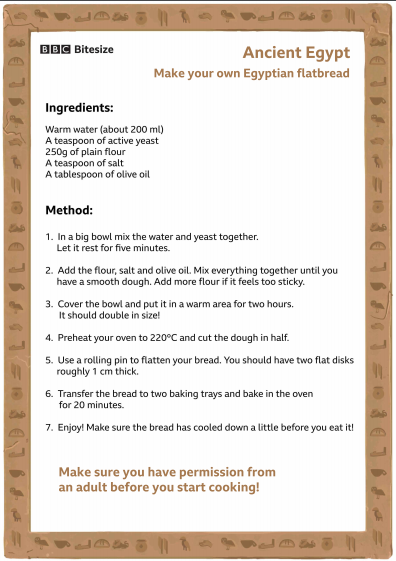 BBC Bitesize
Ancient Egypt
Make your own Egyptian flatbread
Ingredients:
Warm water (about 200 ml)
A teaspoon of active yeast
250g of plain flour
A teaspoon of salt
A tablespoon of olive oil
Method:
1. In a big bowl mix the water and yeast together.
Let it rest for five minutes.
2. Add the flour, salt and olive oil. Mix everything together until you
have a smooth dough. Add more flour if it feels too sticky.
3. Cover the bowl and put it in a warm area for two hours.
It should double in size!
4. Preheat your oven to 220ºC and cut the dough in half.
5. Use a rolling pin to flatten your bread. You should have two flat disks
roughly 1 cm thick.
6. Transfer the bread to two baking trays and bake in the oven
for 20 minutes.
7. Enjoy! Make sure the bread has cooled down a little before you eat it!
Make sure you have permission from
an adult before you start cooking!